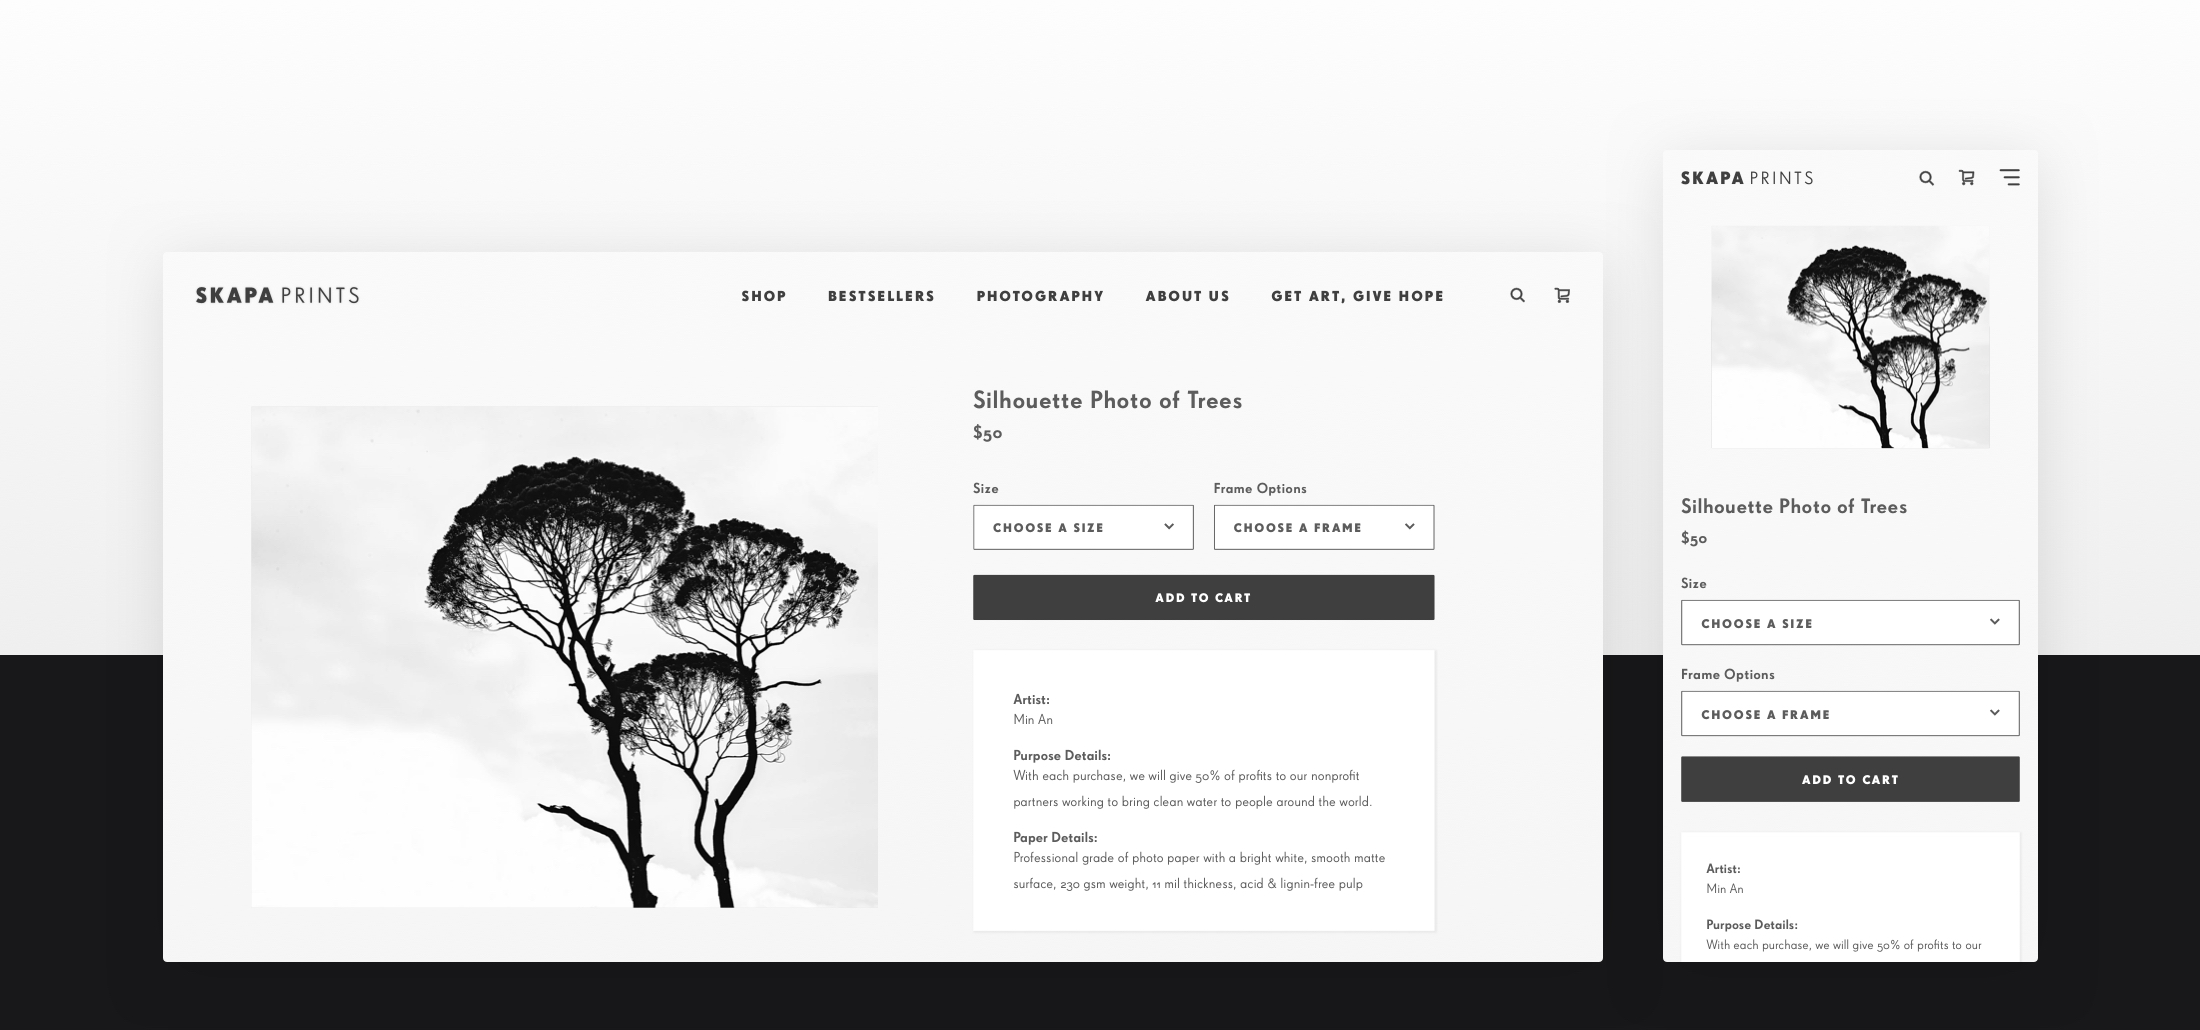 SKAPA PRINTS
SHOP BESTSELLERS PHOTOGRAPHY ABOUT US GET ART, GIVE HOPE
Silhouette Photo of Trees
$50
Size Frame Options
CHOOSE A SIZE CHOOSE A FRAME
ADD TO CART
Artist:
Min An
Purpose Details:
With each purchase, we will give 50% of profits to our nonprofit
partners working to bring clean water to people around the world.
Paper Details:
Professional grade of photo paper with a bright white, smooth matte
surface, 230 gsm weight, 11 mil thickness, acid & lignin-free pulp
SKAPA PRINTS
Silhouette Photo of Trees
$50
Size
CHOOSE A SIZE
Frame Options
CHOOSE A FRAME
ADD TO CART
Artist:
Min An
Purpose Details:
With each purchase, we will give 50% of profits to our